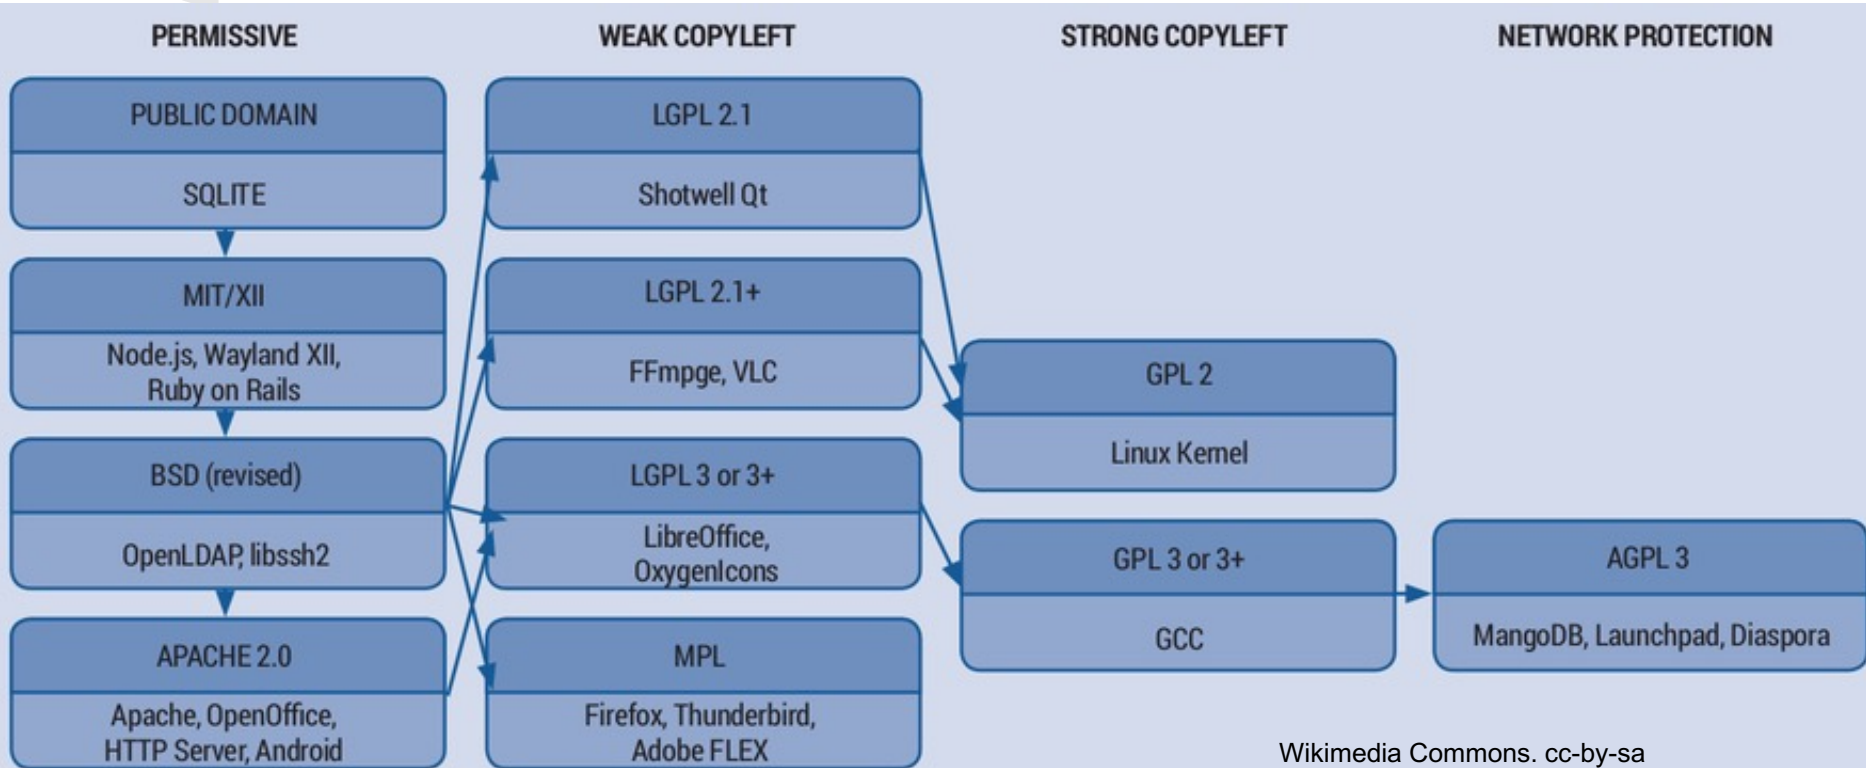 PERMISSIVE
WEAK COPYLEFT
STRONG COPYLEFT
NETWORK PROTECTION
PUBLIC DOMAIN
SQLITE
MIT/XII
Node.js, Wayland XII,
Ruby on Rails
BSD (revised)
OpenLDAP, libssh2
APACHE 2.0
Apache, OpenOffice,
HTTP Server, Android
LGPL 2.1
Shotwell Qt
LGPL 2.1+
FFmpge, VLC
LGPL 3 or 3+
LibreOffice,
OxygenIcons
MPL
Firefox, Thunderbird,
Adobe FLEX
GPL 2
Linux Kernel
GPL 3 or 3+
GCC
AGPL 3
MangoDB, Launchpad, Diaspora
Wikimedia Commons. cc-by-sa